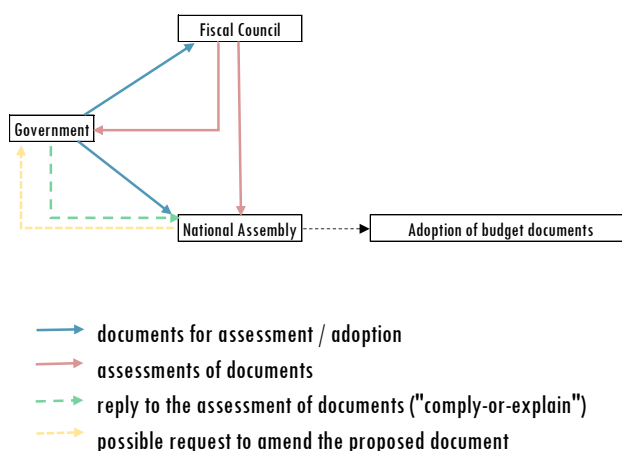 Fiscal Council
Government
National Assembly
Adoption of budget documents
documents for assessment / adoption
assessments of documents
reply to the assessment of documents ("comply-or-explain")
possible request to amend the proposed document